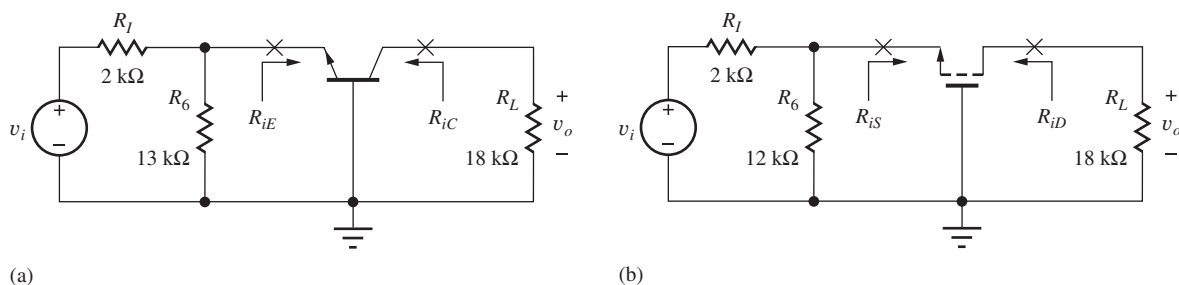 R_I
2 kΩ
v_i
+
–
R_6
13 kΩ
R_iE
R_iC
R_L
18 kΩ
+
v_o
–
(a)
R_I
2 kΩ
v_i
+
–
R_6
12 kΩ
R_iS
R_iD
R_L
18 kΩ
+
v_o
–
(b)